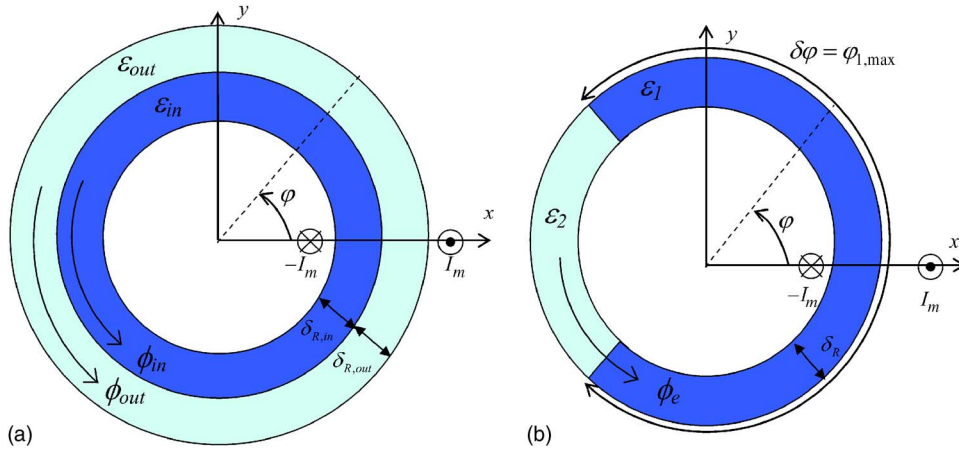 y
ε_out
ε_in
φ
x
−I_m
I_m
δ_R,in
δ_R,out
ϕ_in
ϕ_out
(a)
y
δφ = φ_1,max
ε_1
ε_2
φ
x
−I_m
I_m
δ_R
ϕ_e
(b)